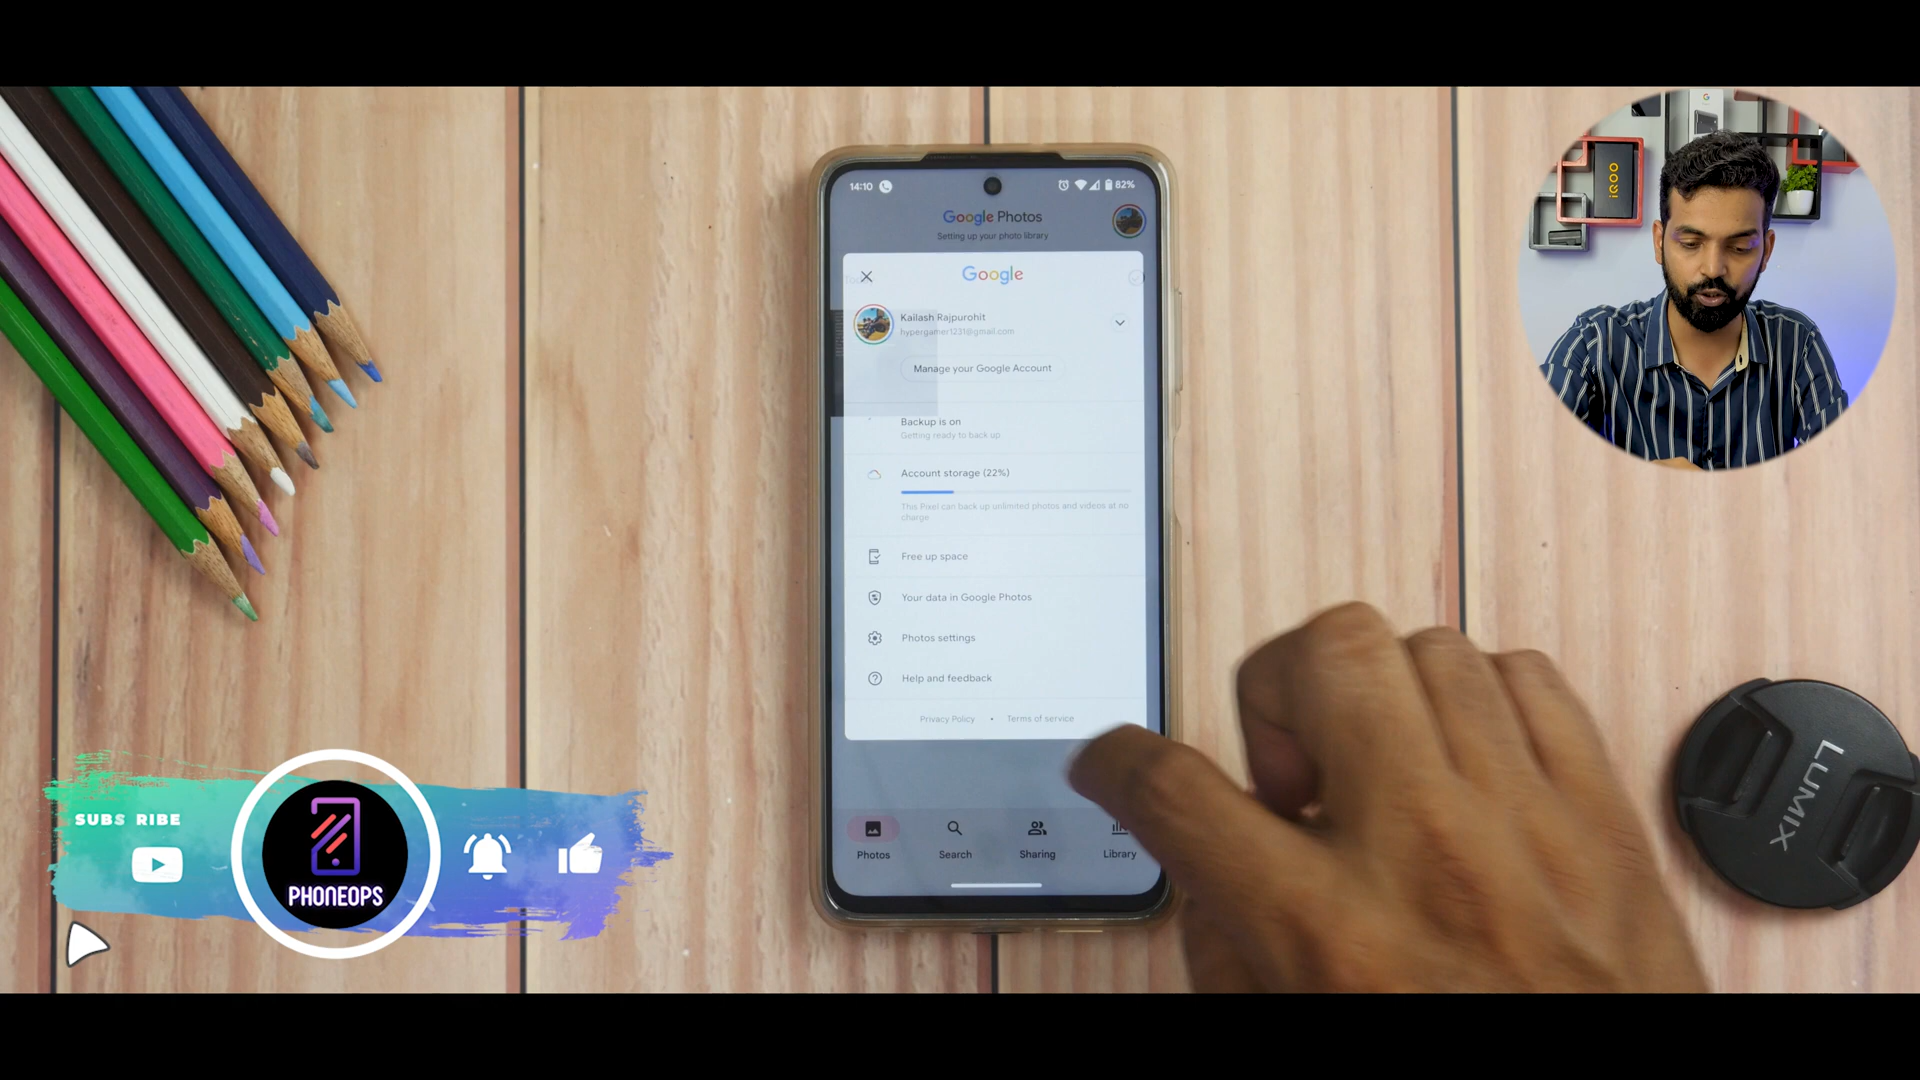 14:10
82%
Google Photos
Setting up your photo library
Google
Kailash Rajpurohit
hypergamer1231@gmail.com
Manage your Google Account
Backup is on
Getting ready to back up
Account storage (22%)
This Pixel can back up unlimited photos and videos at no
charge
Free up space
Your data in Google Photos
Photos settings
Help and feedback
Privacy Policy • Terms of service
Photos
Search
Sharing
Library
iQOO
LUMIX
SUBS RIBE
PHONEOPS